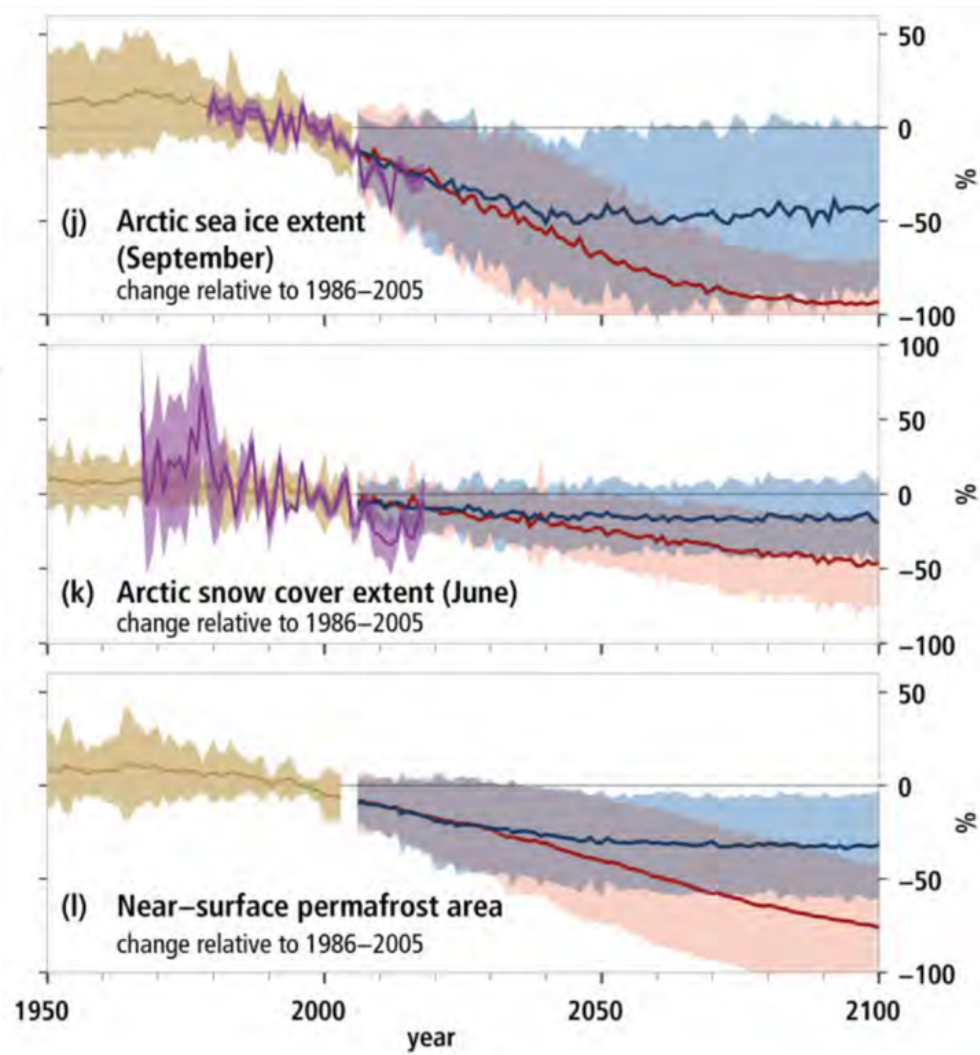 50
0
%
(j) Arctic sea ice extent
(September)
change relative to 1986–2005
−50
−100
100
50
0
%
−50
(k) Arctic snow cover extent (June)
change relative to 1986–2005
−100
50
0
%
−50
(l) Near–surface permafrost area
change relative to 1986–2005
−100
1950 2000 2050 2100
year